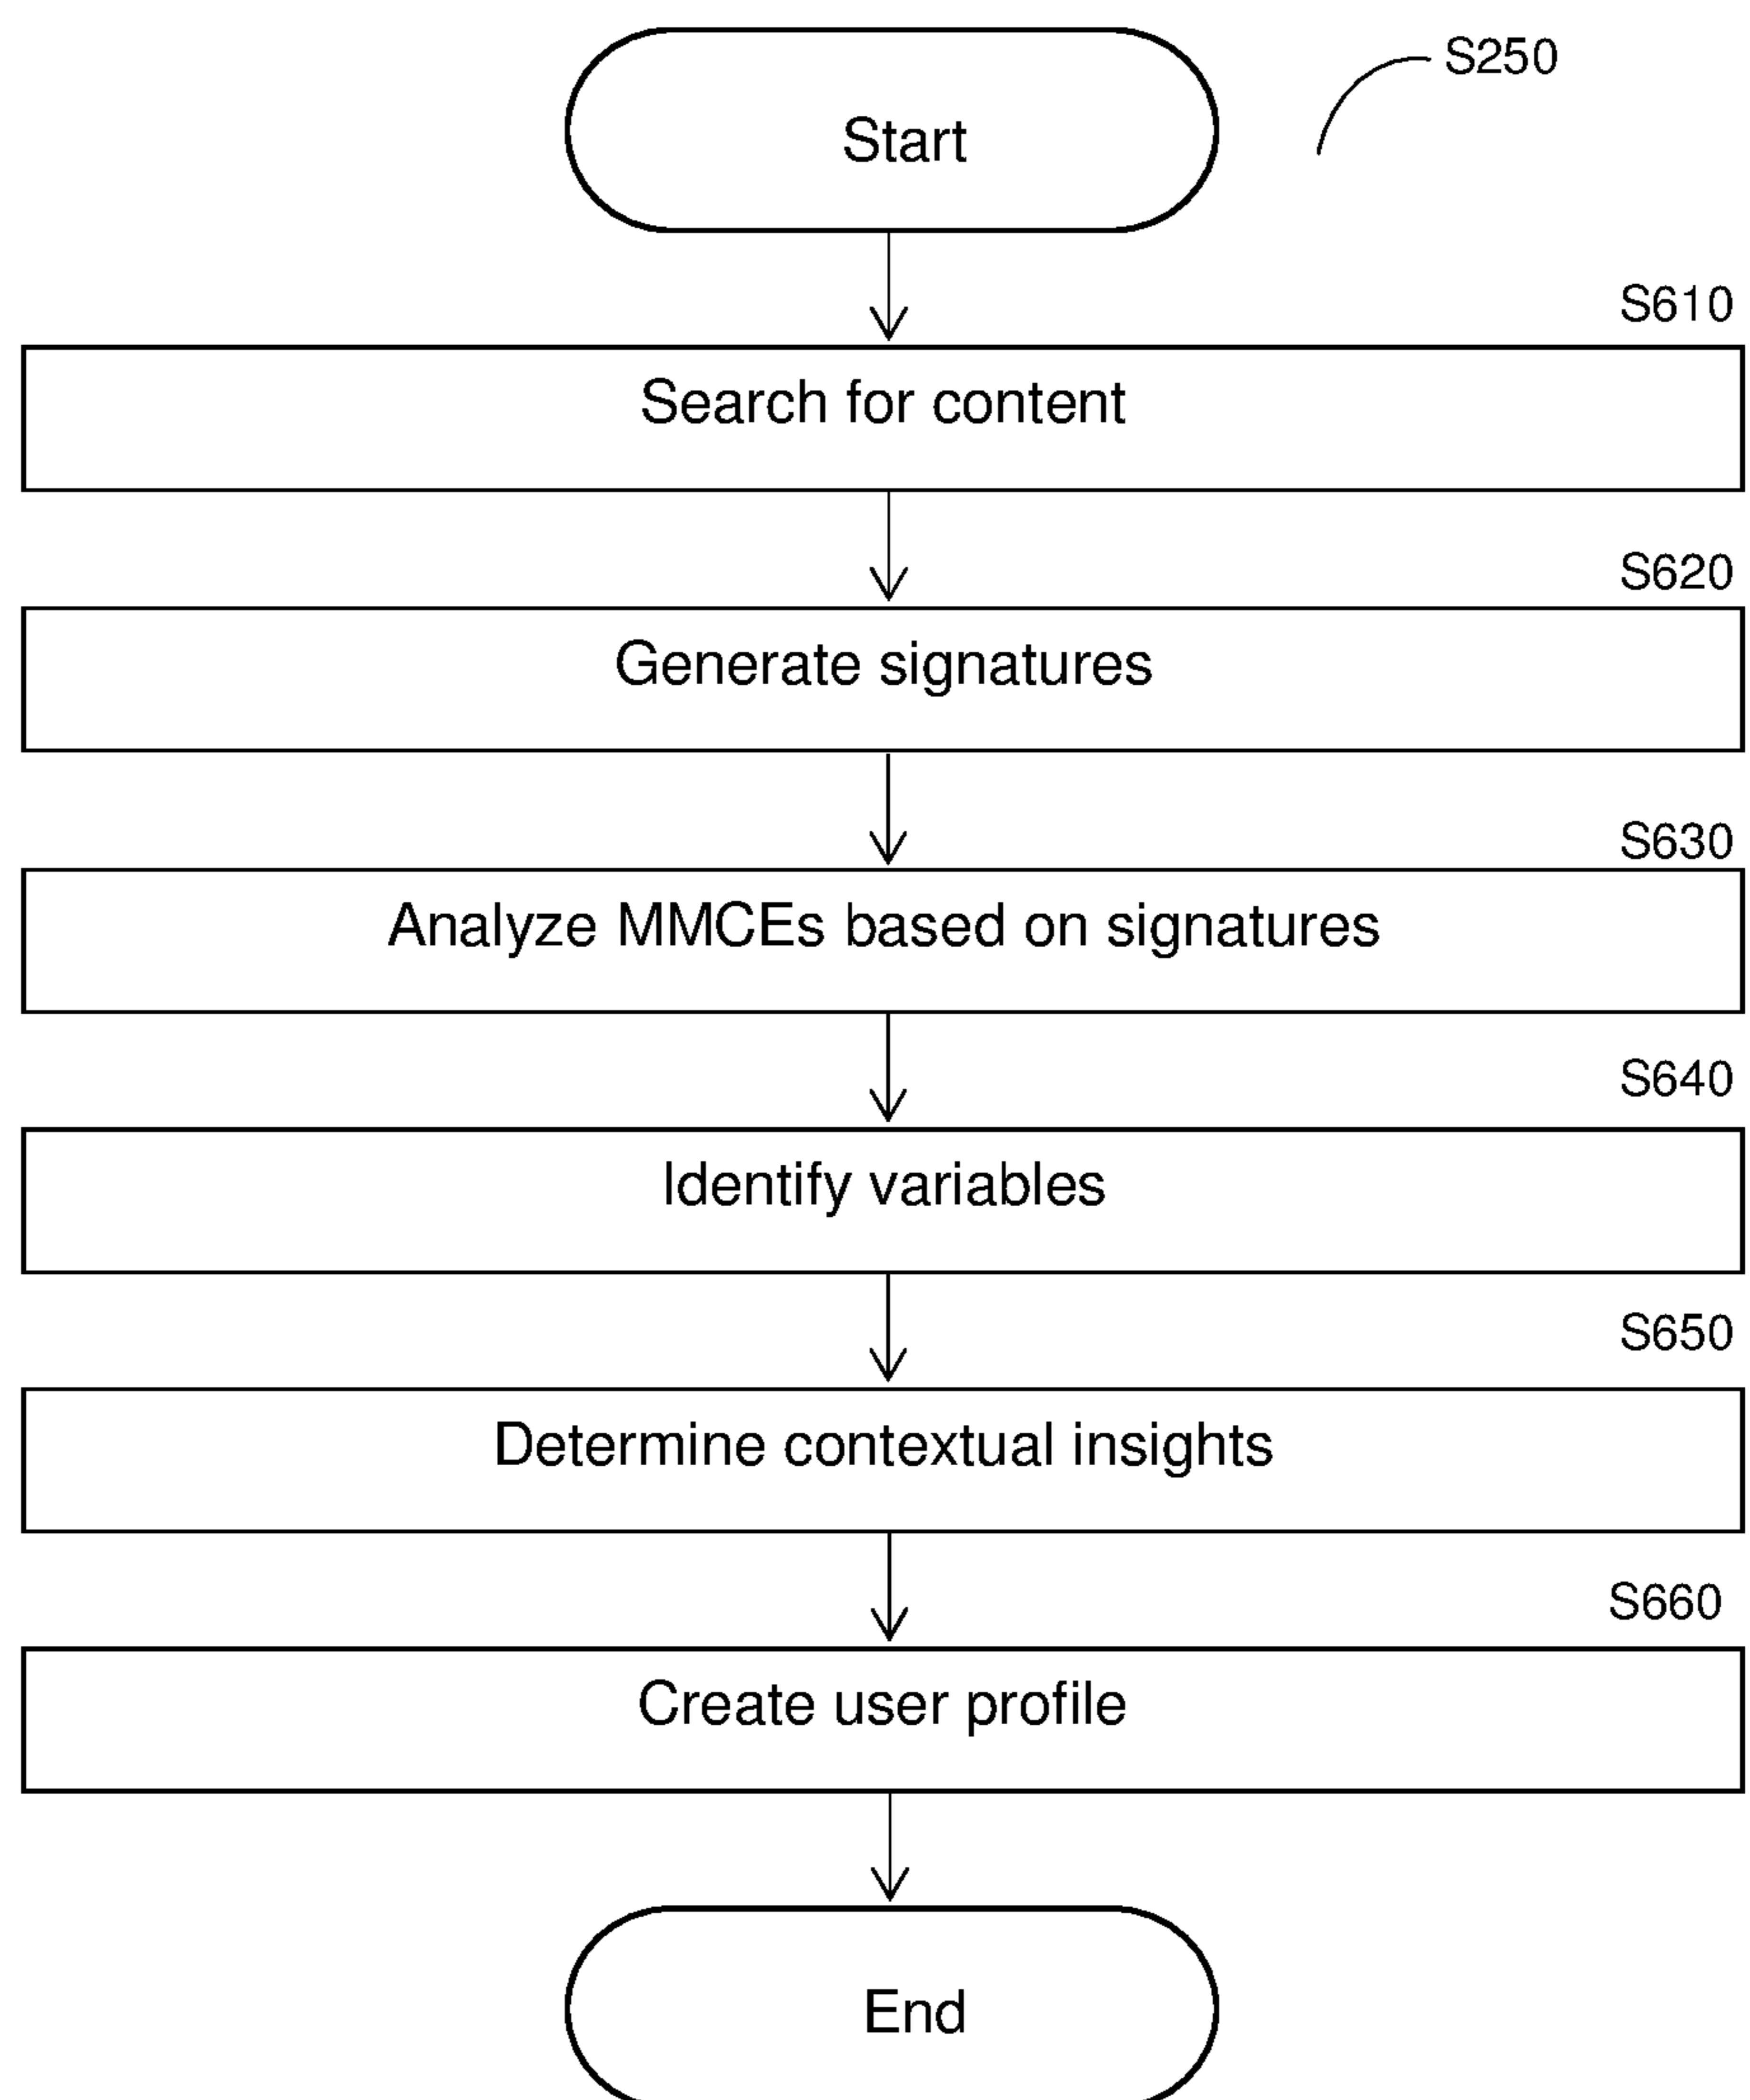 Start
S250
S610
Search for content
S620
Generate signatures
S630
Analyze MMCEs based on signatures
S640
Identify variables
S650
Determine contextual insights
S660
Create user profile
End